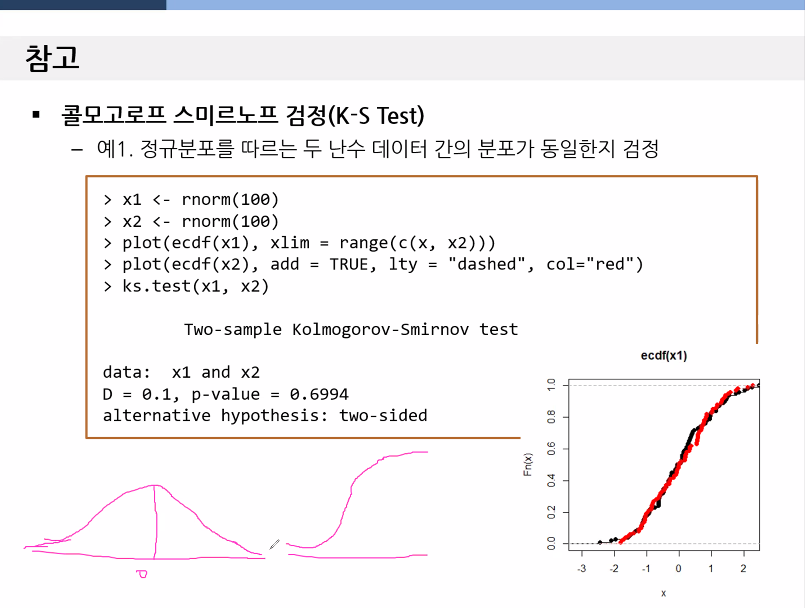 참고
▪ 콜모고로프 스미르노프 검정(K-S Test)
– 예1. 정규분포를 따르는 두 난수 데이터 간의 분포가 동일한지 검정
> x1 <- rnorm(100)
> x2 <- rnorm(100)
> plot(ecdf(x1), xlim = range(c(x, x2)))
> plot(ecdf(x2), add = TRUE, lty = "dashed", col="red")
> ks.test(x1, x2)
Two-sample Kolmogorov-Smirnov test
data: x1 and x2
D = 0.1, p-value = 0.6994
alternative hypothesis: two-sided
ecdf(x1)
Fn(x)
1.0
0.8
0.6
0.4
0.2
0.0
-3 -2 -1 0 1 2
x